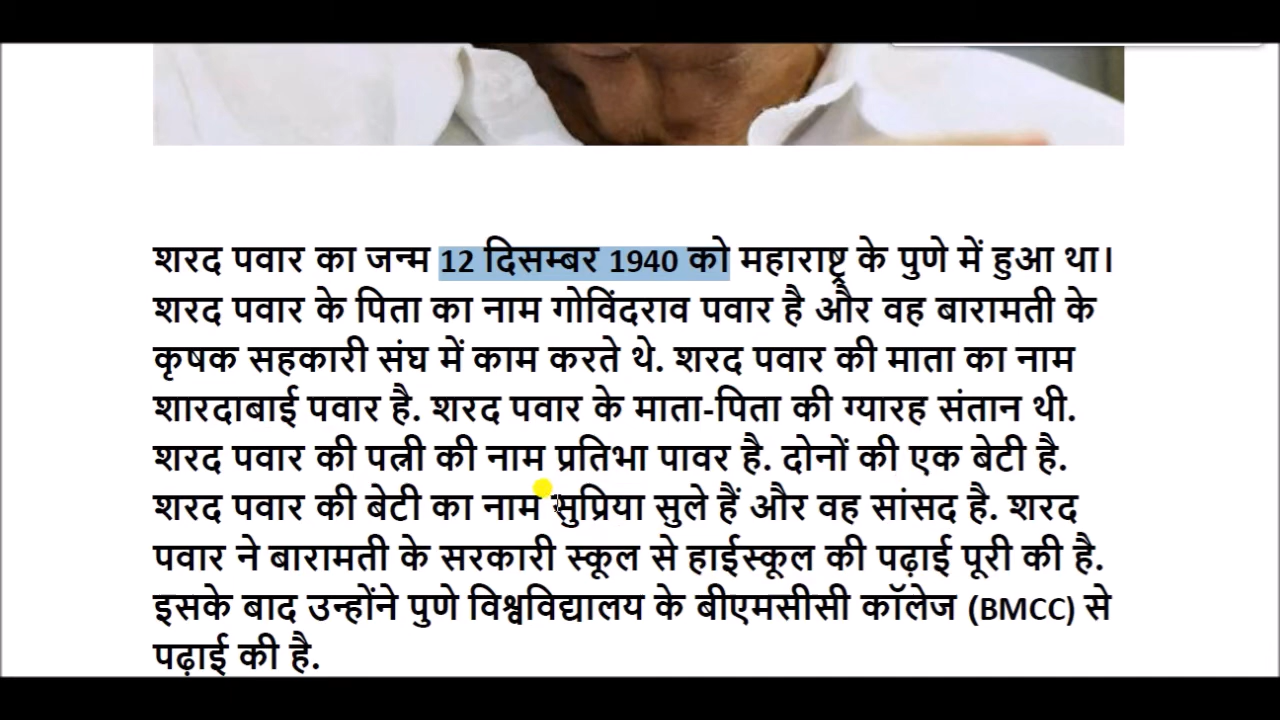 शरद पवार का जन्म 12 दिसम्बर 1940 को महाराष्ट्र के पुणे में हुआ था।
शरद पवार के पिता का नाम गोविंदराव पवार है और वह बारामती के
कृषक सहकारी संघ में काम करते थे. शरद पवार की माता का नाम
शारदाबाई पवार है. शरद पवार के माता-पिता की ग्यारह संतान थी.
शरद पवार की पत्नी की नाम प्रतिभा पावर है. दोनों की एक बेटी है.
शरद पवार की बेटी का नाम सुप्रिया सुले हैं और वह सांसद है. शरद
पवार ने बारामती के सरकारी स्कूल से हाईस्कूल की पढ़ाई पूरी की है.
इसके बाद उन्होंने पुणे विश्वविद्यालय के बीएमसीसी कॉलेज (BMCC) से
पढ़ाई की है.